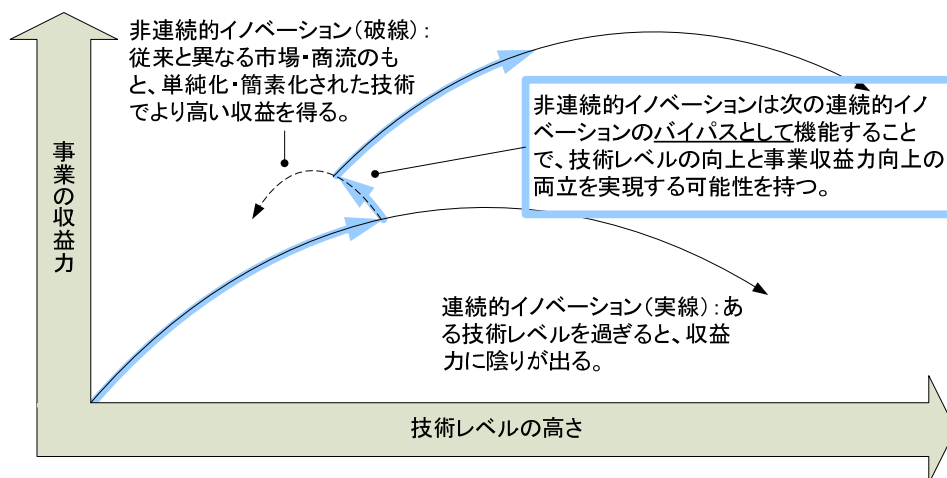 非連続的イノベーション(破線):
従来と異なる市場・商流のも
と、単純化・簡素化された技術
でより高い収益を得る。
非連続的イノベーションは次の連続的イノ
ベーションのバイパスとして機能すること
で、技術レベルの向上と事業収益力向上の
両立を実現する可能性を持つ。
事業の収益力
連続的イノベーション(実線):あ
る技術レベルを過ぎると、収益
力に陰りが出る。
技術レベルの高さ